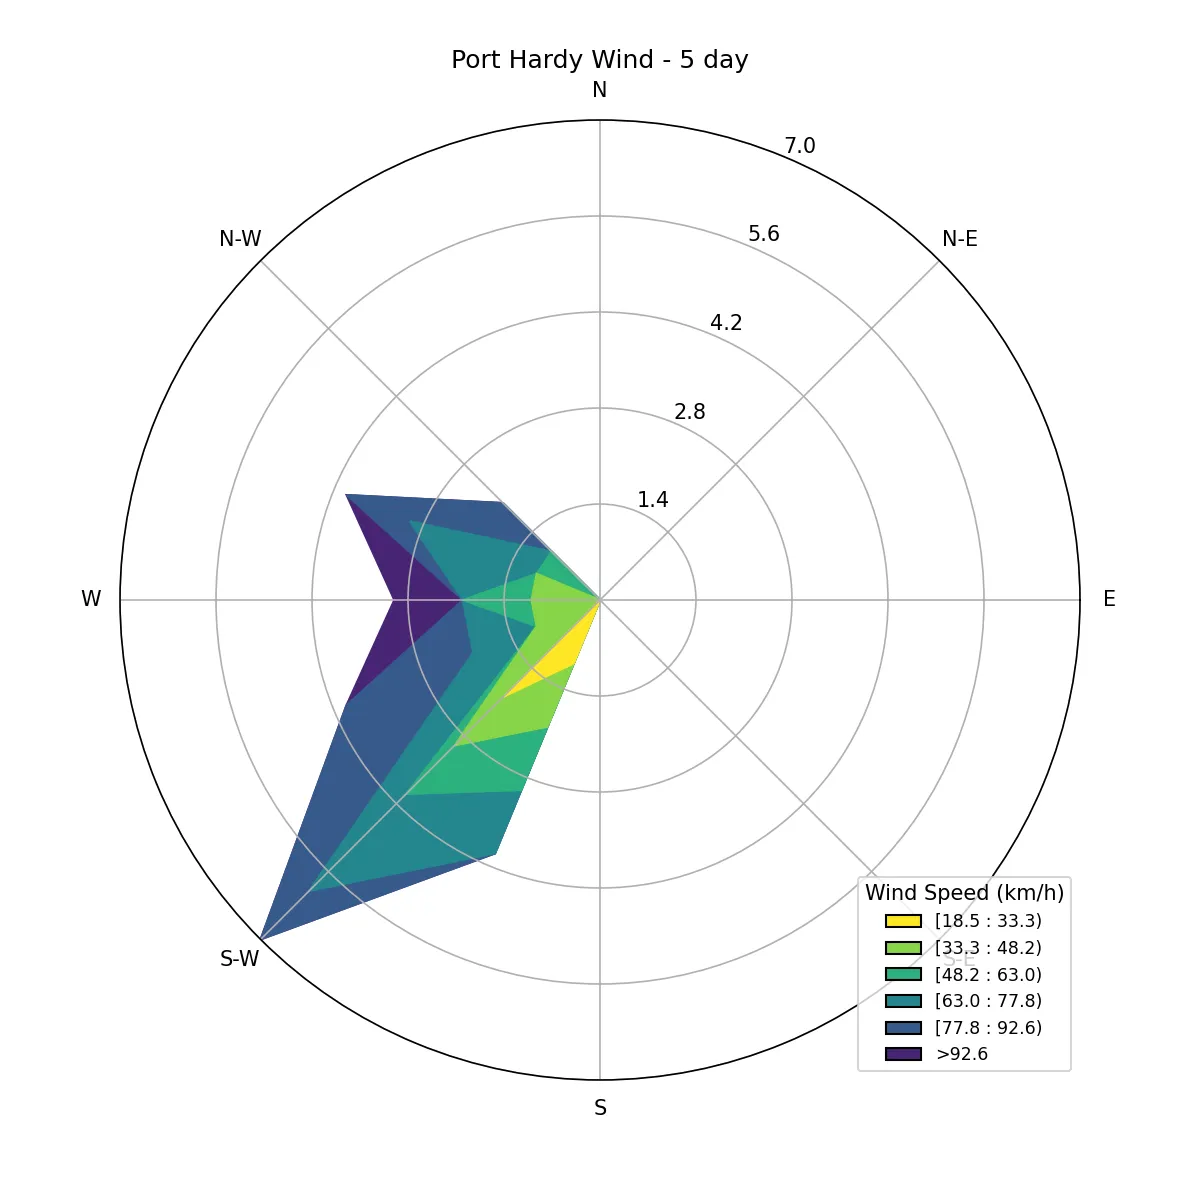 Port Hardy Wind - 5 day
N
7.0
5.6
N-W
N-E
4.2
2.8
1.4
W
E
S-W
S-E
Wind Speed (km/h)
[18.5 : 33.3)
[33.3 : 48.2)
[48.2 : 63.0)
[63.0 : 77.8)
[77.8 : 92.6)
>92.6
S